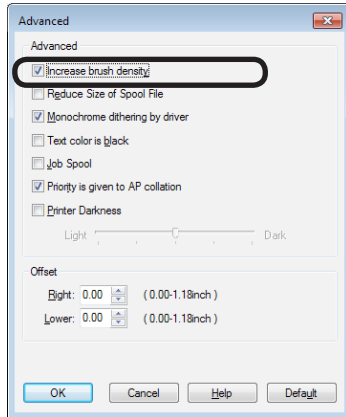 Advanced
Advanced
Increase brush density
Reduce Size of Spool File
Monochrome dithering by driver
Text color is black
Job Spool
Priority is given to AP collation
Printer Darkness
Light Dark
Offset
Right: 0.00 ( 0.00-1.18inch )
Lower: 0.00 ( 0.00-1.18inch )
OK Cancel Help Default